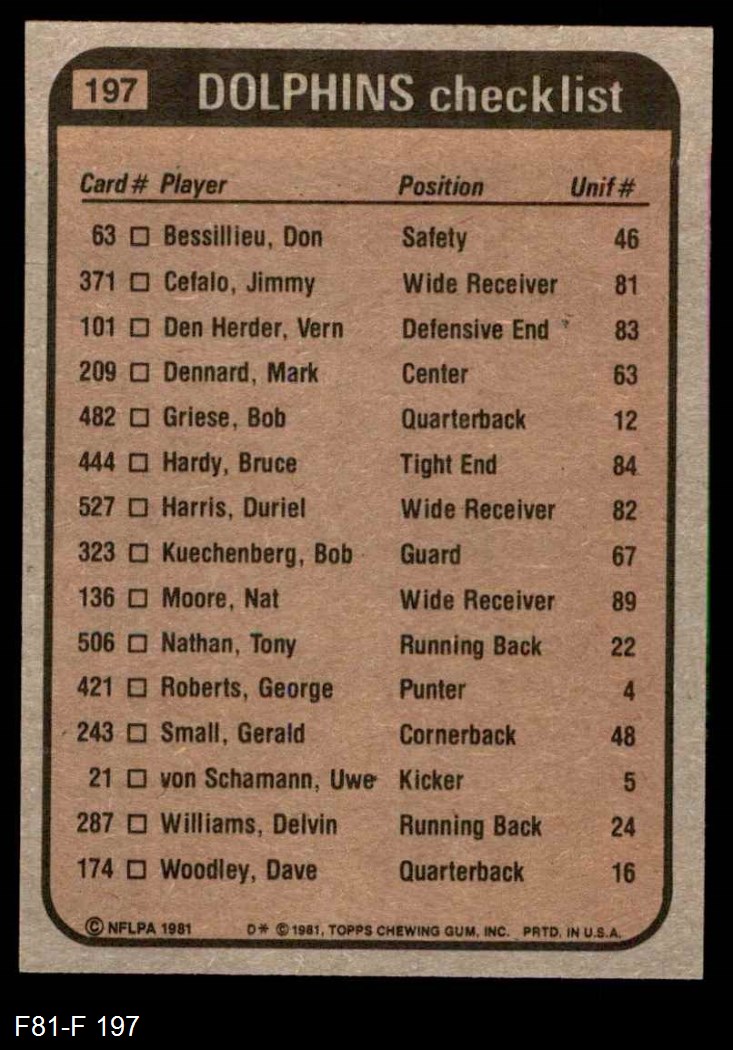 197 DOLPHINS checklist
Card # Player Position Unif #
63 □ Bessillieu, Don Safety 46
371 □ Cefalo, Jimmy Wide Receiver 81
101 □ Den Herder, Vern Defensive End 83
209 □ Dennard, Mark Center 63
482 □ Griese, Bob Quarterback 12
444 □ Hardy, Bruce Tight End 84
527 □ Harris, Duriel Wide Receiver 82
323 □ Kuechenberg, Bob Guard 67
136 □ Moore, Nat Wide Receiver 89
506 □ Nathan, Tony Running Back 22
421 □ Roberts, George Punter 4
243 □ Small, Gerald Cornerback 48
21 □ von Schamann, Uwe Kicker 5
287 □ Williams, Delvin Running Back 24
174 □ Woodley, Dave Quarterback 16
© NFLPA 1981 D* © 1981, TOPPS CHEWING GUM, INC. PRTD. IN U.S.A.
F81-F 197